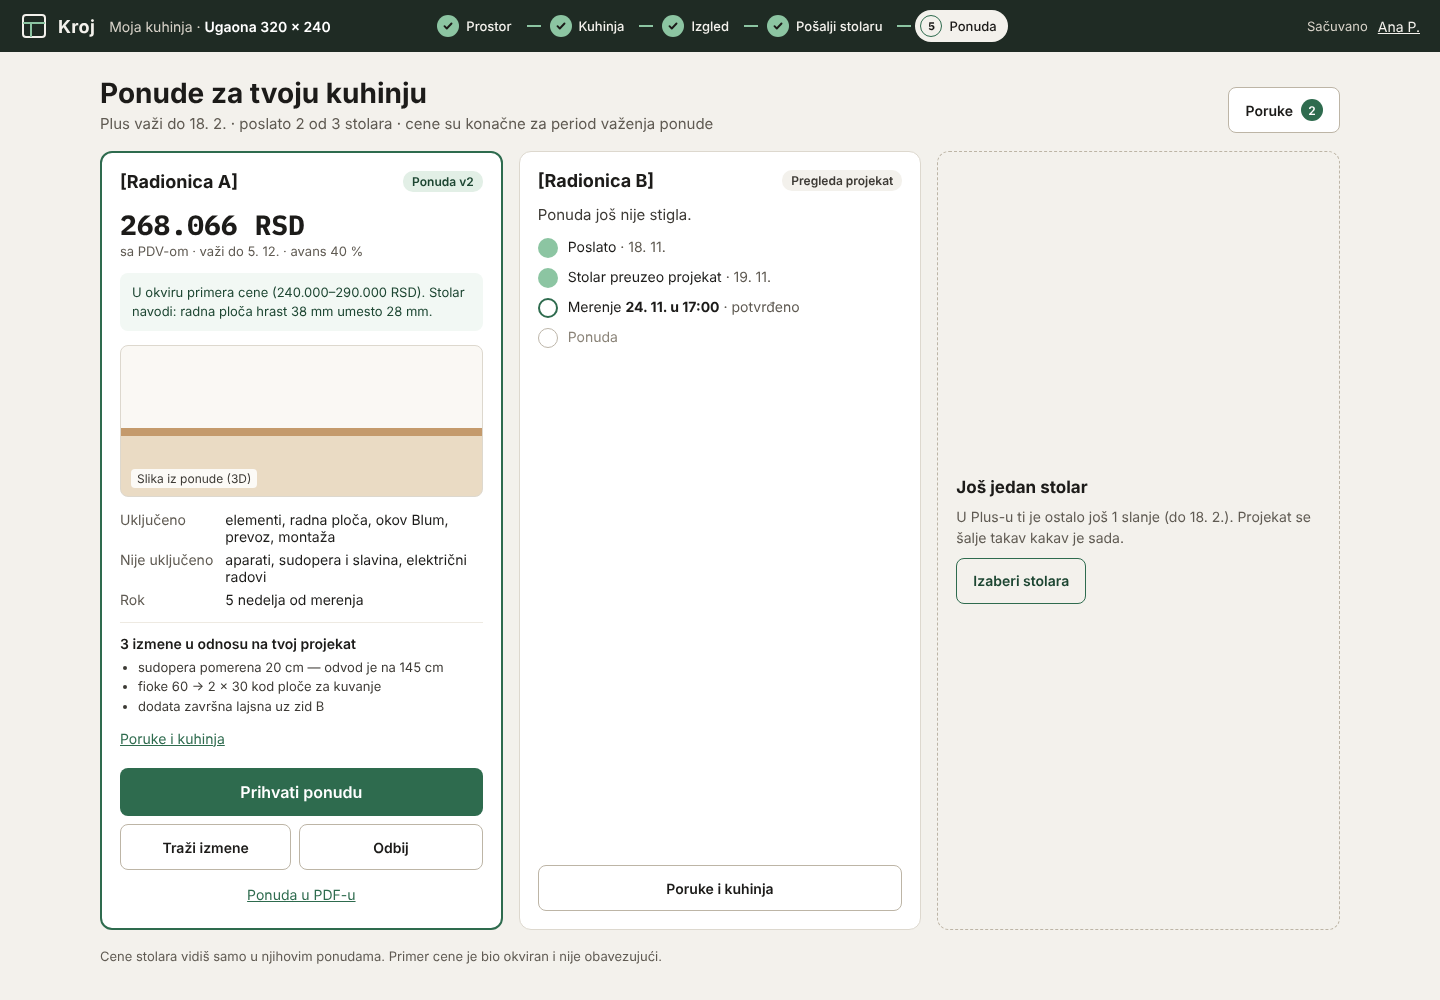 Kroj
Moja kuhinja · Ugaona 320 × 240
Prostor
Kuhinja
Izgled
Pošalji stolaru
5 Ponuda
Sačuvano Ana P.
Ponude za tvoju kuhinju
Plus važi do 18. 2. · poslato 2 od 3 stolara · cene su konačne za period važenja ponude
Poruke 2
[Radionica A]
Ponuda v2
268.066 RSD
sa PDV-om · važi do 5. 12. · avans 40 %
U okviru primera cene (240.000–290.000 RSD). Stolar
navodi: radna ploča hrast 38 mm umesto 28 mm.
Slika iz ponude (3D)
Uključeno elementi, radna ploča, okov Blum,
prevoz, montaža
Nije uključeno aparati, sudopera i slavina, električni
radovi
Rok 5 nedelja od merenja
3 izmene u odnosu na tvoj projekat
• sudopera pomerena 20 cm — odvod je na 145 cm
• fioke 60 → 2 × 30 kod ploče za kuvanje
• dodata završna lajsna uz zid B
Poruke i kuhinja
Prihvati ponudu
Traži izmene
Odbij
Ponuda u PDF-u
[Radionica B]
Pregleda projekat
Ponuda još nije stigla.
Poslato · 18. 11.
Stolar preuzeo projekat · 19. 11.
Merenje 24. 11. u 17:00 · potvrđeno
Ponuda
Poruke i kuhinja
Još jedan stolar
U Plus-u ti je ostalo još 1 slanje (do 18. 2.). Projekat se
šalje takav kakav je sada.
Izaberi stolara
Cene stolara vidiš samo u njihovim ponudama. Primer cene je bio okviran i nije obavezujući.